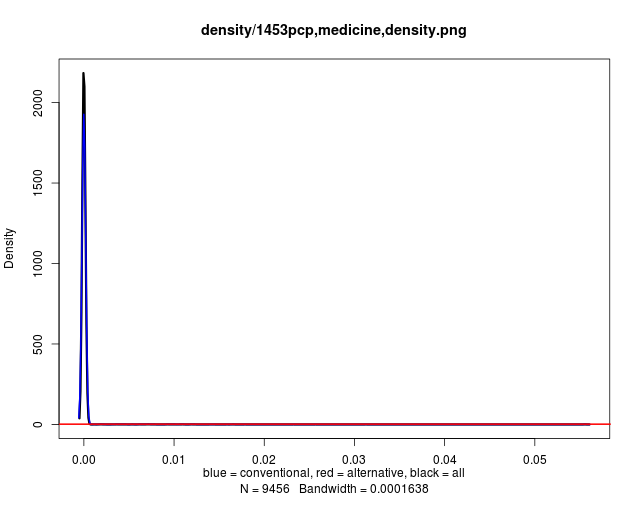 density/1453pcp,medicine,density.png
Density
2000
1500
1000
500
0
0.00 0.01 0.02 0.03 0.04 0.05
blue = conventional, red = alternative, black = all
N = 9456 Bandwidth = 0.0001638